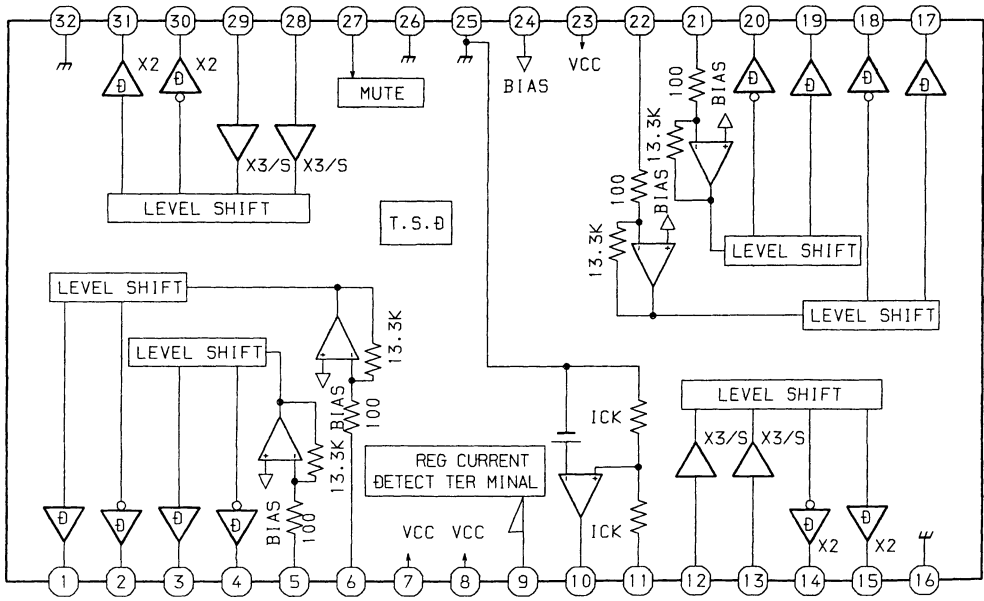 32 31 30 29 28 27 26 25 24 23 22 21 20 19 18 17
Đ X2 Đ X2
BIAS
VCC
100
BIAS
Đ Đ Đ Đ
MUTE
13.3K
- +
X3/S X3/S
LEVEL SHIFT
100
BIAS
T.S.Đ
13.3K
- +
LEVEL SHIFT
LEVEL SHIFT
LEVEL SHIFT
+ -
13.3K
LEVEL SHIFT
LEVEL SHIFT
BIAS
100
ICK
X3/S X3/S
+ -
13.3K
REG CURRENT
ĐETECT TER MINAL
- +
BIAS
100
ICK
Đ Đ Đ Đ
VCC VCC
Đ X2 Đ X2
1 2 3 4 5 6 7 8 9 10 11 12 13 14 15 16